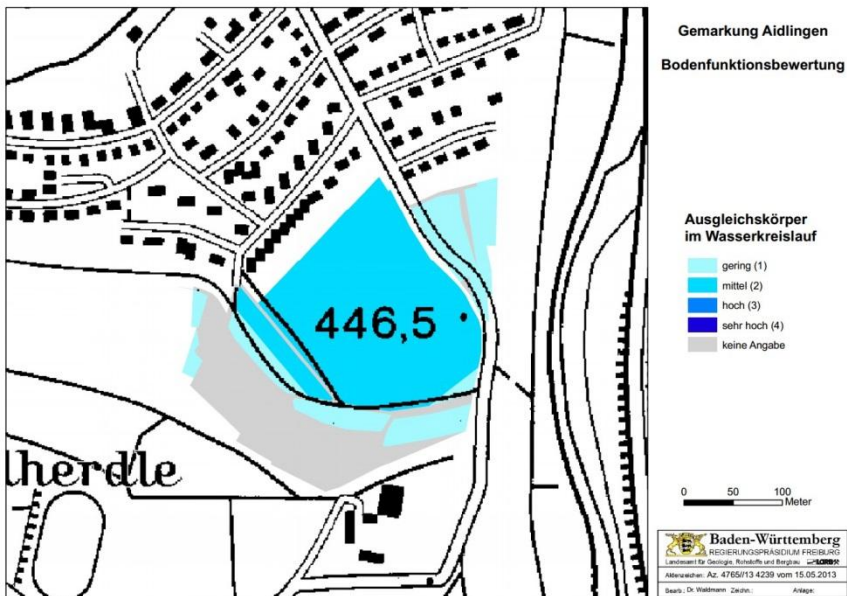 Gemarkung Aidlingen
Bodenfunktionsbewertung
Ausgleichskörper
im Wasserkreislauf
gering (1)
mittel (2)
hoch (3)
sehr hoch (4)
keine Angabe
446,5
lherdle
0 50 100
Meter
Baden-Württemberg
REGIERUNGSPRÄSIDIUM FREIBURG
Landesamt für Geologie, Rohstoffe und Bergbau LGRB
Aktenzeichen: Az. 4765//13 4239 vom 15.05.2013
Bearb.: Dr. Waldmann Zeichn.: Anlage: